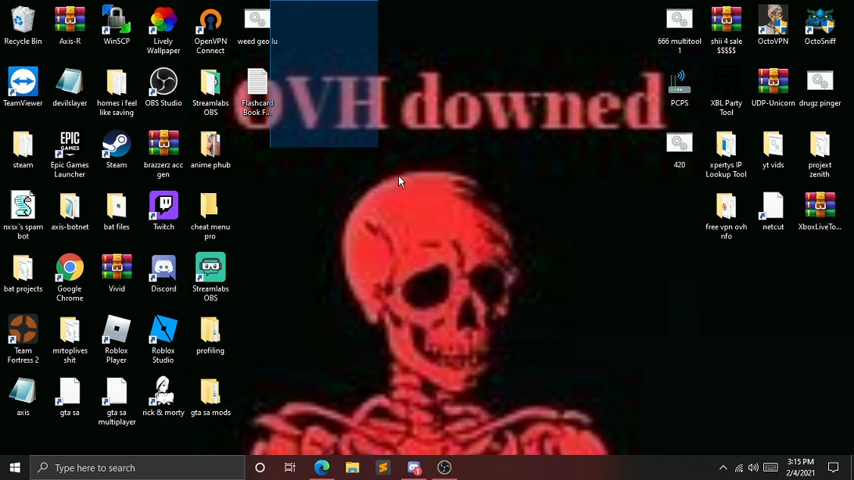 Recycle Bin
Axis-R
WinSCP
Lively
Wallpaper
OpenVPN
Connect
weed geo lu
666 multitool
1
shii 4 sale
$$$$$
OctoVPN
OctoSniff
OVH downed
TeamViewer
devilslayer
homes i feel
like saving
OBS Studio
Streamlabs
OBS
Flashcard
Book F...
PCPS
XBL Party
Tool
UDP-Unicorn
drugz pinger
steam
Epic Games
Launcher
Steam
brazzerz acc
gen
anime phub
420
xpertys IP
Lookup Tool
yt vids
projext
zenith
nxsx's spam
bot
axis-botnet
bat files
Twitch
cheat menu
pro
free vpn ovh
nfo
netcut
XboxLiveTo...
bat projects
Google
Chrome
Vivid
Discord
Streamlabs
OBS
Team
Fortress 2
mrtoplives
shit
Roblox
Player
Roblox
Studio
profiling
axis
gta sa
gta sa
multiplayer
rick & morty
gta sa mods
Type here to search
3:15 PM
2/4/2021